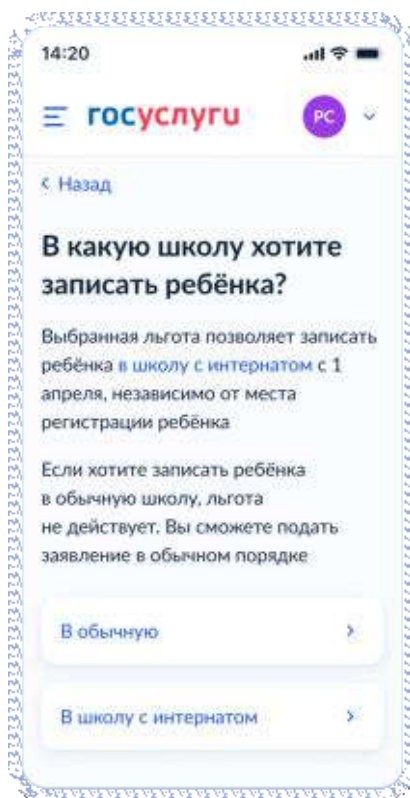 14:20
госуслуги
РС
Назад
В какую школу хотите
записать ребёнка?
Выбранная льгота позволяет записать
ребёнка в школу с интернатом с 1
апреля, независимо от места
регистрации ребёнка
Если хотите записать ребёнка
в обычную школу, льгота
не действует. Вы сможете подать
заявление в обычном порядке
В обычную
В школу с интернатом